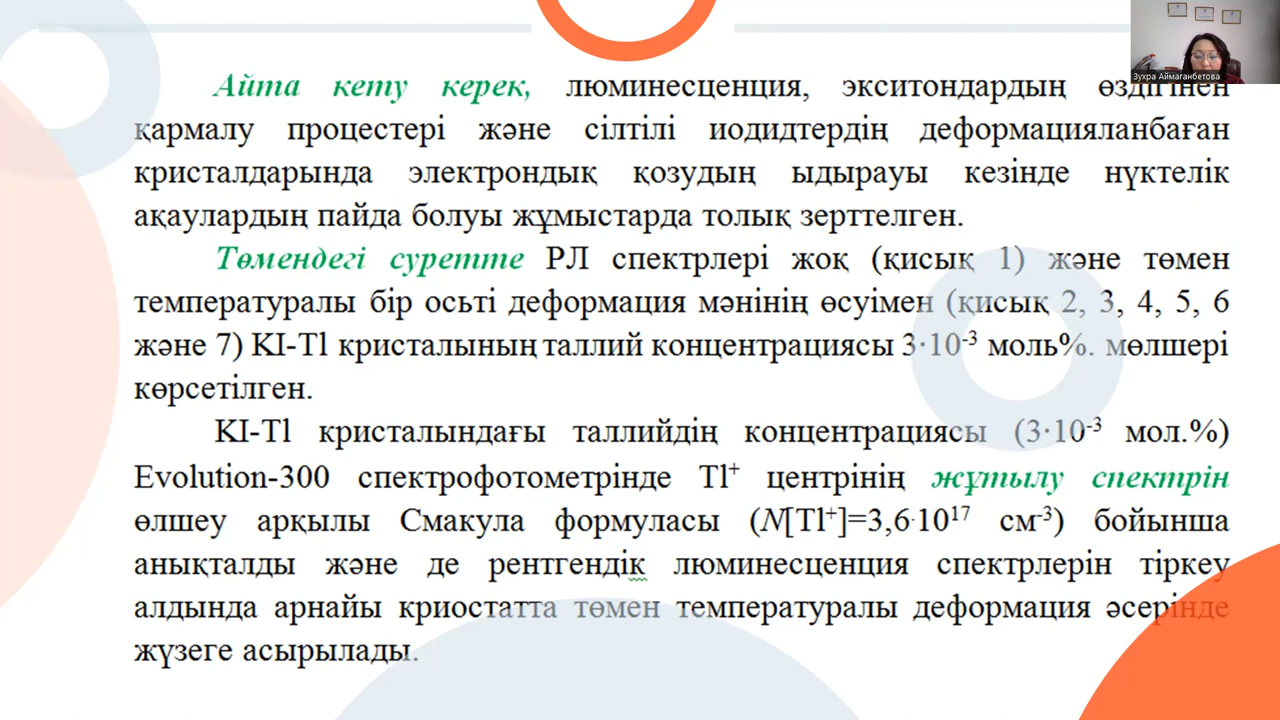 Зухра Аймаганбетова
Айта кету керек, люминесценция, экситондардың өздігінен
қармалу процестері және сілтілі иодидтердің деформацияланбаған
кристалдарында электрондық қозудың ыдырауы кезінде нүктелік
ақаулардың пайда болуы жұмыстарда толық зерттелген.
Төмендегі суретте РЛ спектрлері жоқ (қисық 1) және төмен
температуралы бір осьті деформация мәнінің өсуімен (қисық 2, 3, 4, 5, 6
және 7) KI-Tl кристалының таллий концентрациясы 3·10⁻³ моль%. мөлшері
көрсетілген.
KI-Tl кристалындағы таллийдің концентрациясы (3·10⁻³ мол.%)
Evolution-300 спектрофотометрінде Tl⁺ центрінің жұтылу спектрін
өлшеу арқылы Смакула формуласы (N[Tl⁺]=3,6·10¹⁷ см⁻³) бойынша
анықталды және де рентгендік люминесценция спектрлерін тіркеу
алдында арнайы криостатта төмен температуралы деформация әсерінде
жүзеге асырылады.